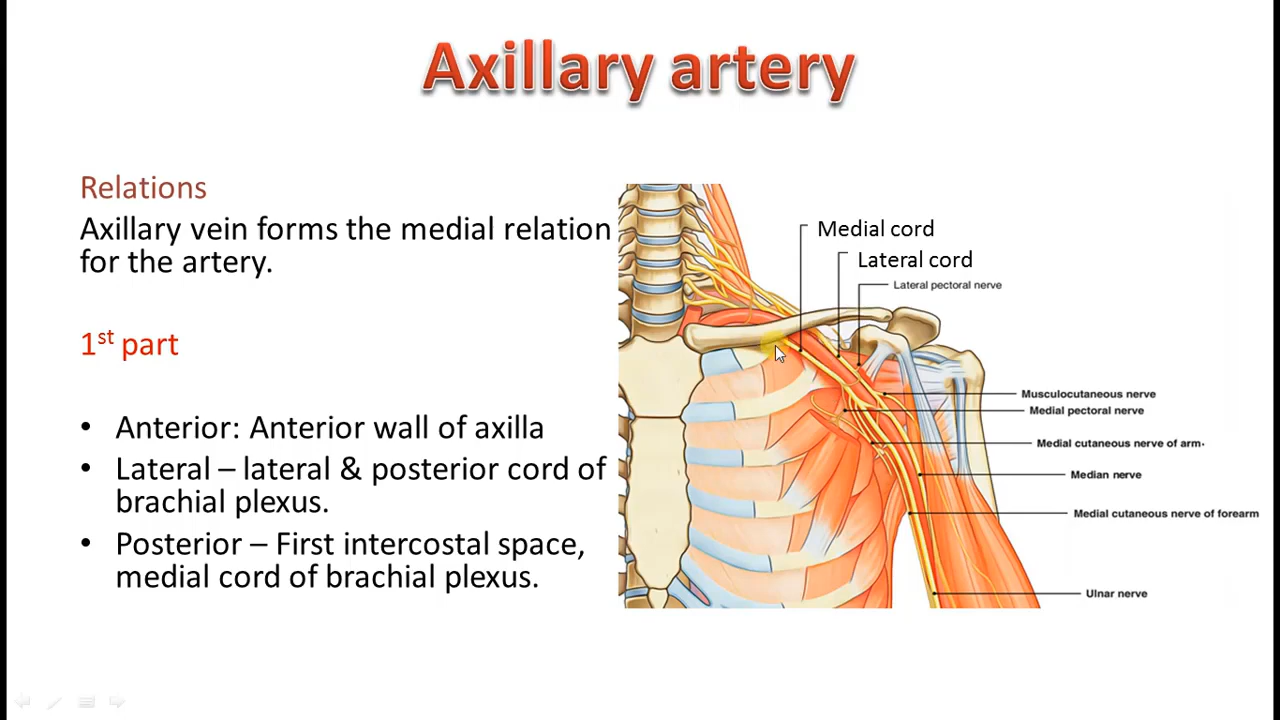 Axillary artery
Relations
Axillary vein forms the medial relation
for the artery.
1st part
• Anterior: Anterior wall of axilla
• Lateral – lateral & posterior cord of
brachial plexus.
• Posterior – First intercostal space,
medial cord of brachial plexus.
Medial cord
Lateral cord
Lateral pectoral nerve
Musculocutaneous nerve
Medial pectoral nerve
Medial cutaneous nerve of arm
Median nerve
Medial cutaneous nerve of forearm
Ulnar nerve